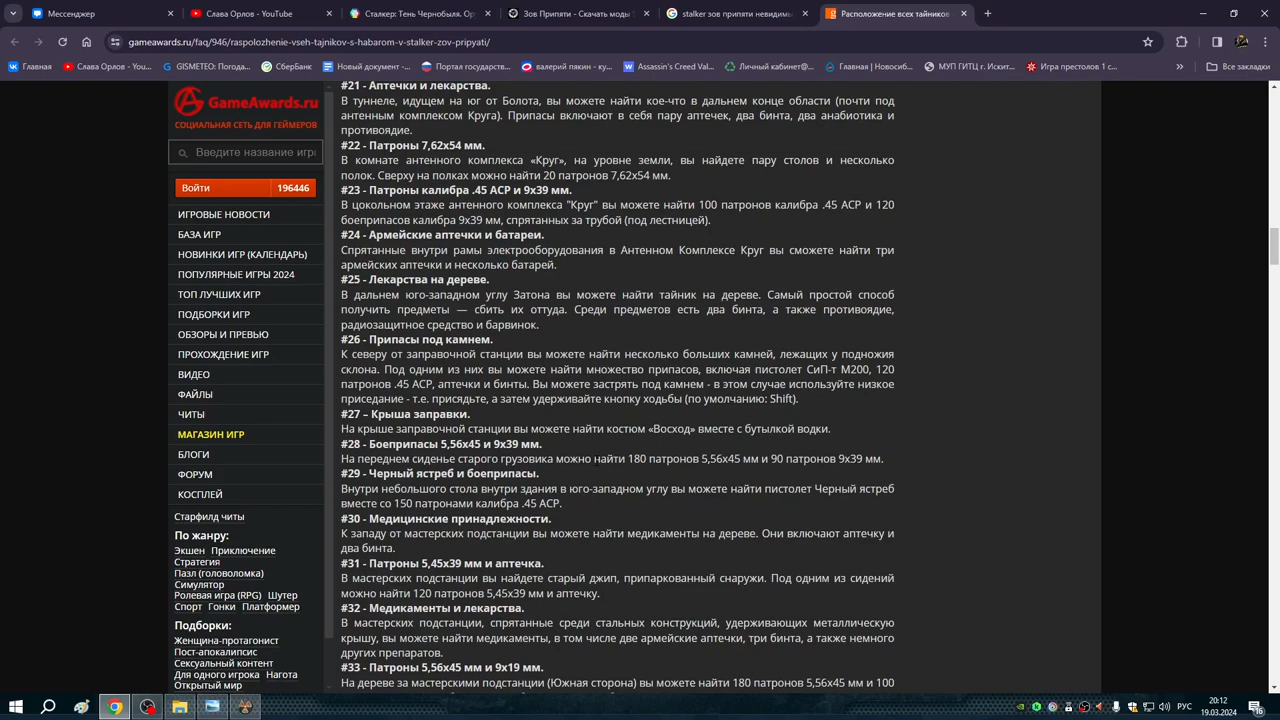 Мессенджер
Слава Орлов - YouTube
Сталкер: Тень Чернобыля. Ор
Зов Припяти - Скачать моды S
stalker зов припяти невидимы
Расположение всех тайников
gameawards.ru/faq/946/raspolozhenie-vseh-tajnikov-s-habarom-v-stalker-zov-pripyati/
Главная
Слава Орлов - You...
GISMETEO: Погода...
СберБанк
Новый документ -...
Портал государств...
валерий пякин - ку...
Assassin's Creed Val...
Личный кабинет@...
Главная | Новосиб...
МУП ГИТЦ г. Искит...
Игра престолов 1 с...
»
Все закладки
GameAwards.ru
СОЦИАЛЬНАЯ СЕТЬ ДЛЯ ГЕЙМЕРОВ
Введите название игры
Войти
196446
ИГРОВЫЕ НОВОСТИ
БАЗА ИГР
НОВИНКИ ИГР (КАЛЕНДАРЬ)
ПОПУЛЯРНЫЕ ИГРЫ 2024
ТОП ЛУЧШИХ ИГР
ПОДБОРКИ ИГР
ОБЗОРЫ И ПРЕВЬЮ
ПРОХОЖДЕНИЕ ИГР
ВИДЕО
ФАЙЛЫ
ЧИТЫ
МАГАЗИН ИГР
БЛОГИ
ФОРУМ
КОСПЛЕЙ
Старфилд читы
По жанру:
Экшен Приключение
Стратегия
Пазл (головоломка)
Симулятор
Ролевая игра (RPG) Шутер
Спорт Гонки Платформер
Подборки:
Женщина-протагонист
Пост-апокалипсис
Сексуальный контент
Для одного игрока Нагота
Открытый мир
#21 - Аптечки и лекарства.
В туннеле, идущем на юг от Болота, вы можете найти кое-что в дальнем конце области (почти под
антенным комплексом Круга). Припасы включают в себя пару аптечек, два бинта, два анабиотика и
противоядие.
#22 - Патроны 7,62x54 мм.
В комнате антенного комплекса «Круг», на уровне земли, вы найдете пару столов и несколько
полок. Сверху на полках можно найти 20 патронов 7,62x54 мм.
#23 - Патроны калибра .45 ACP и 9x39 мм.
В цокольном этаже антенного комплекса "Круг" вы можете найти 100 патронов калибра .45 ACP и 120
боеприпасов калибра 9x39 мм, спрятанных за трубой (под лестницей).
#24 - Армейские аптечки и батареи.
Спрятанные внутри рамы электрооборудования в Антенном Комплексе Круг вы сможете найти три
армейских аптечки и несколько батарей.
#25 - Лекарства на дереве.
В дальнем юго-западном углу Затона вы можете найти тайник на дереве. Самый простой способ
получить предметы — сбить их оттуда. Среди предметов есть два бинта, а также противоядие,
радиозащитное средство и барвинок.
#26 - Припасы под камнем.
К северу от заправочной станции вы можете найти несколько больших камней, лежащих у подножия
склона. Под одним из них вы можете найти множество припасов, включая пистолет СиП-т М200, 120
патронов .45 ACP, аптечки и бинты. Вы можете застрять под камнем - в этом случае используйте низкое
приседание - т.е. присядьте, а затем удерживайте кнопку ходьбы (по умолчанию: Shift).
#27 – Крыша заправки.
На крыше заправочной станции вы можете найти костюм «Восход» вместе с бутылкой водки.
#28 - Боеприпасы 5,56x45 и 9x39 мм.
На переднем сиденье старого грузовика можно найти 180 патронов 5,56x45 мм и 90 патронов 9x39 мм.
#29 - Черный ястреб и боеприпасы.
Внутри небольшого стола внутри здания в юго-западном углу вы можете найти пистолет Черный ястреб
вместе со 150 патронами калибра .45 ACP.
#30 - Медицинские принадлежности.
К западу от мастерских подстанции вы можете найти медикаменты на дереве. Они включают аптечку и
два бинта.
#31 - Патроны 5,45x39 мм и аптечка.
В мастерских подстанции вы найдете старый джип, припаркованный снаружи. Под одним из сидений
можно найти 120 патронов 5,45x39 мм и аптечку.
#32 - Медикаменты и лекарства.
В мастерских подстанции, спрятанные среди стальных конструкций, удерживающих металлическую
крышу, вы можете найти медикаменты, в том числе две армейские аптечки, три бинта, а также немного
других препаратов.
#33 - Патроны 5,56x45 мм и 9x19 мм.
На дереве за мастерскими подстанции (Южная сторона) вы можете найти 180 патронов 5,56x45 мм и 100
РУС
20:12
19.03.2024